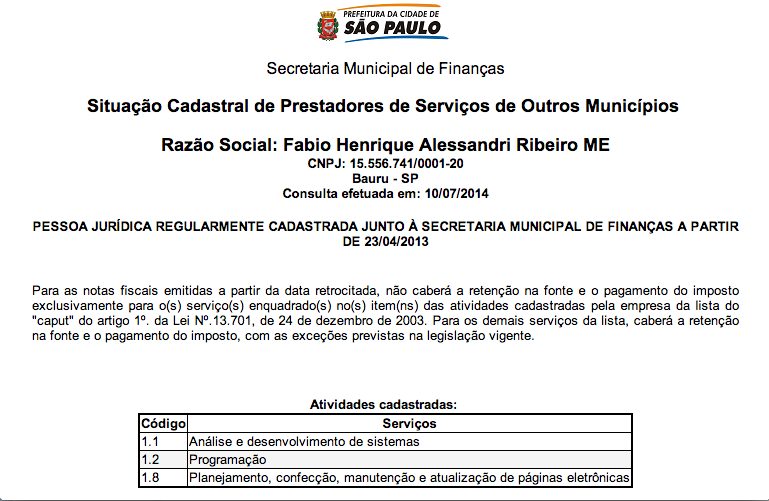 PREFEITURA DA CIDADE DE
SÃO PAULO
Secretaria Municipal de Finanças
Situação Cadastral de Prestadores de Serviços de Outros Municípios
Razão Social: Fabio Henrique Alessandri Ribeiro ME
CNPJ: 15.556.741/0001-20
Bauru - SP
Consulta efetuada em: 10/07/2014
PESSOA JURÍDICA REGULARMENTE CADASTRADA JUNTO À SECRETARIA MUNICIPAL DE FINANÇAS A PARTIR
DE 23/04/2013
Para as notas fiscais emitidas a partir da data retrocitada, não caberá a retenção na fonte e o pagamento do imposto
exclusivamente para o(s) serviço(s) enquadrado(s) no(s) item(ns) das atividades cadastradas pela empresa da lista do
"caput" do artigo 1º. da Lei Nº.13.701, de 24 de dezembro de 2003. Para os demais serviços da lista, caberá a retenção
na fonte e o pagamento do imposto, com as exceções previstas na legislação vigente.
Atividades cadastradas:
Código Serviços
1.1 Análise e desenvolvimento de sistemas
1.2 Programação
1.8 Planejamento, confecção, manutenção e atualização de páginas eletrônicas